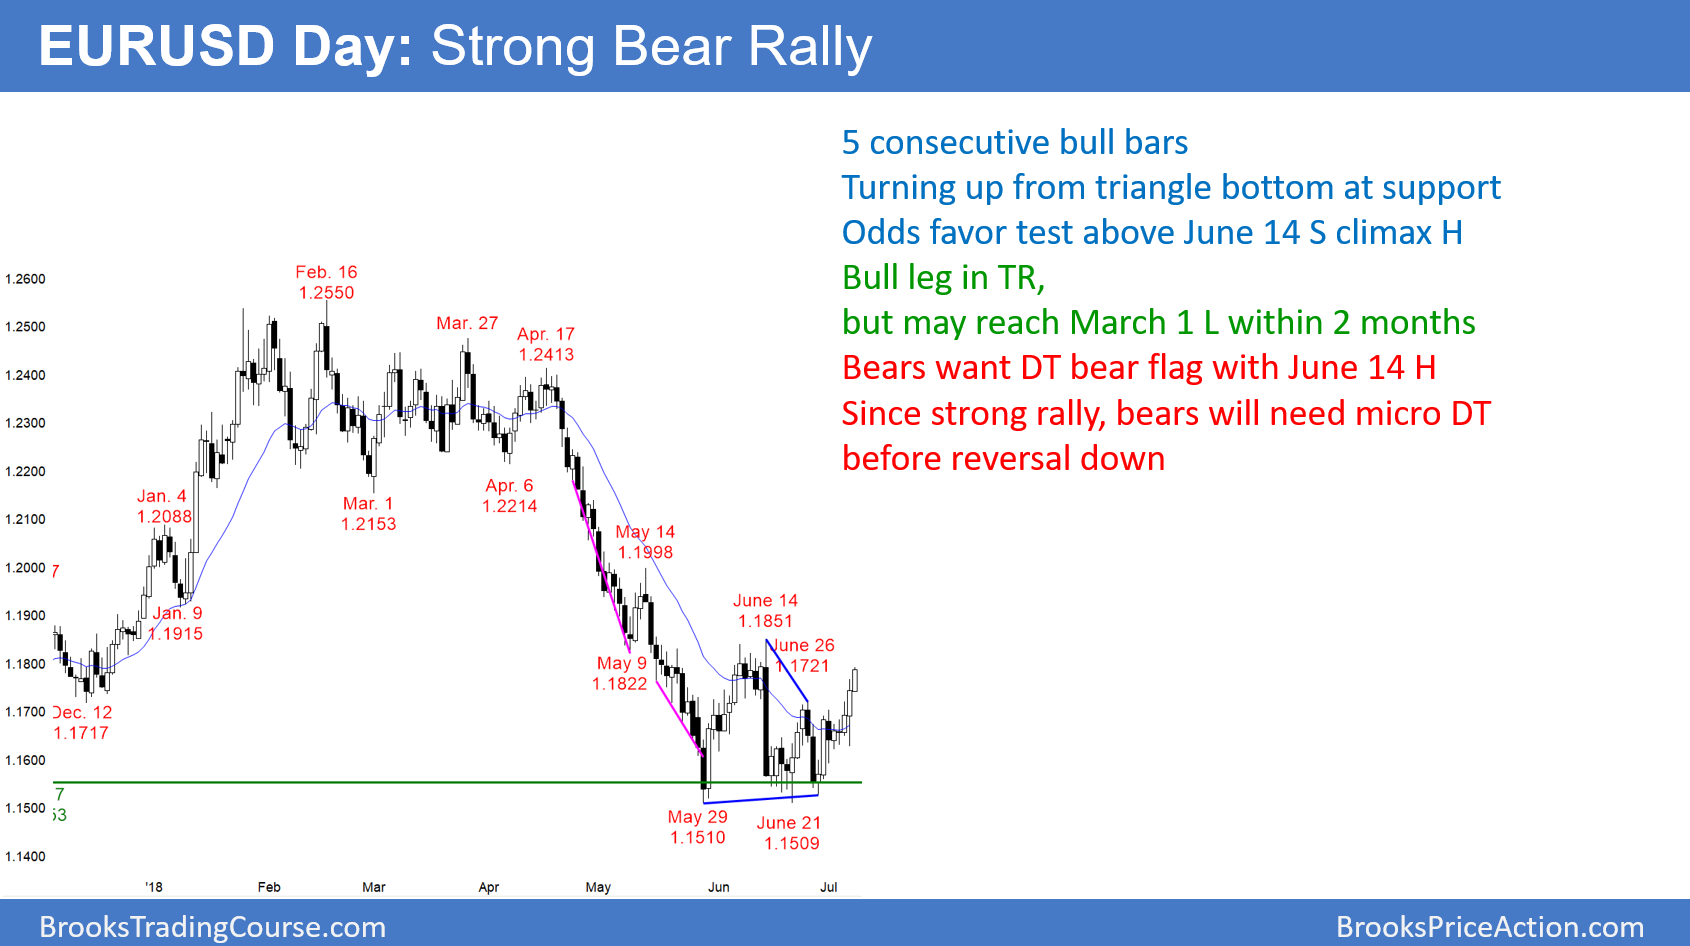 EURUSD Day: Strong Bear Rally
5 consecutive bull bars
Turning up from triangle bottom at support
Odds favor test above June 14 S climax H
Bull leg in TR,
but may reach March 1 L within 2 months
Bears want DT bear flag with June 14 H
Since strong rally, bears will need micro DT
before reversal down
1.2600
1.2500
1.2400
1.2300
1.2200
1.2100
1.2000
1.1900
1.1800
1.1700
1.1600
1.1500
1.1400
Feb. 16
1.2550
Mar. 27
Apr. 17
1.2413
Jan. 4
1.2088
Mar. 1
1.2153
Apr. 6
1.2214
May 14
1.1998
7
Jan. 9
1.1915
June 14
1.1851
June 26
1.1721
May 9
1.1822
Dec. 12
1.1717
7
53
May 29
1.1510
June 21
1.1509
'18
Feb
Mar
Apr
May
Jun
Jul
BrooksTradingCourse.com
BrooksPriceAction.com